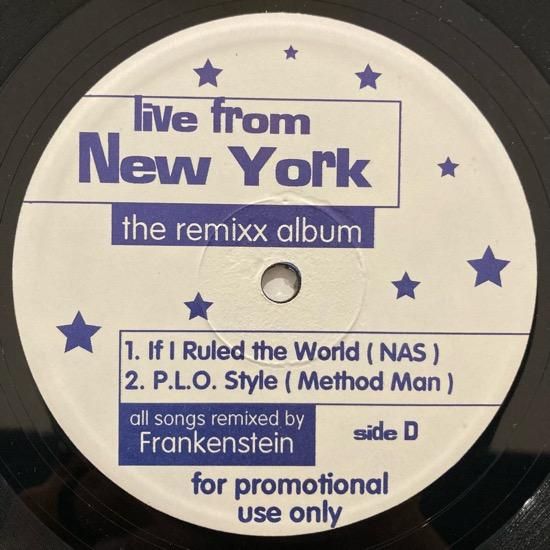 live from
New York
the remixx album
1. If I Ruled the World ( NAS )
2. P.L.O. Style ( Method Man )
all songs remixed by
Frankenstein
side D
for promotional
use only